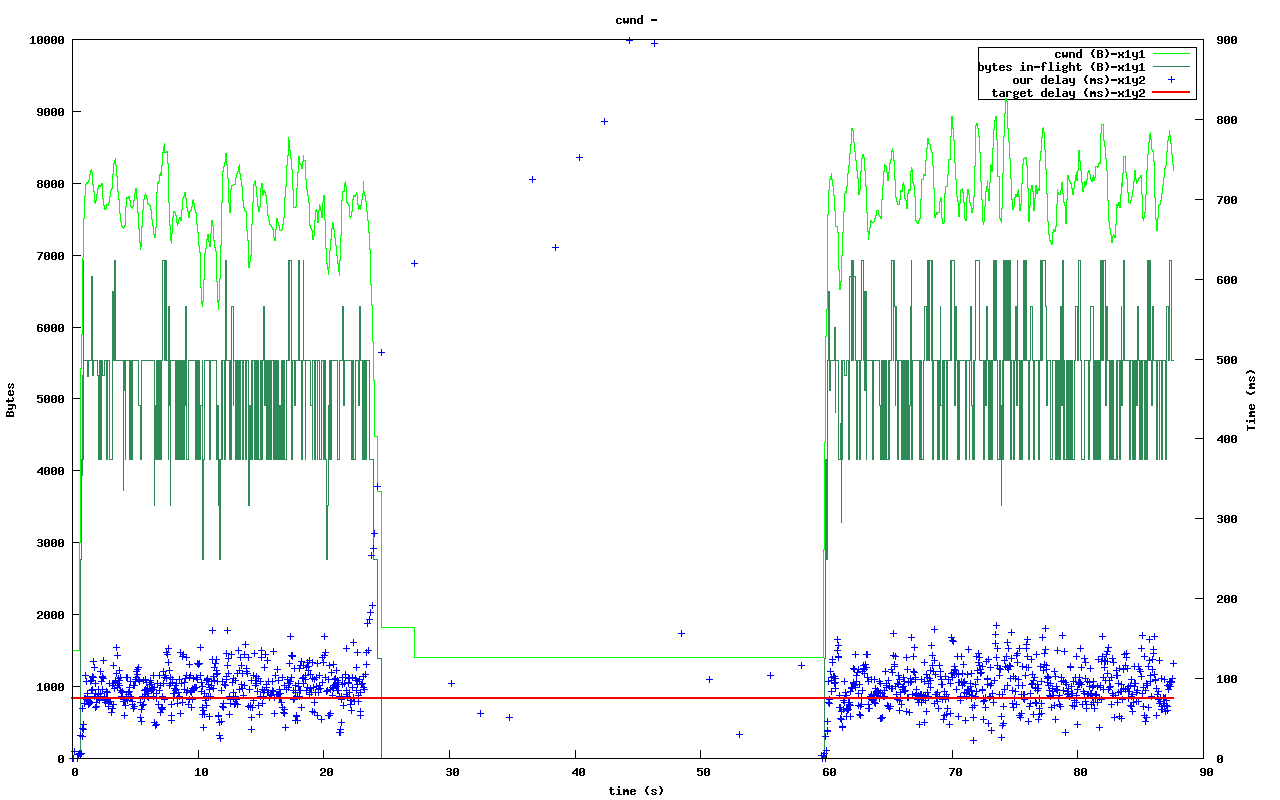 cwnd -
10000
9000
8000
7000
6000
5000
4000
3000
2000
1000
0
Bytes
900
800
700
600
500
400
300
200
100
0
Time (ms)
cwnd (B)-x1y1
bytes in-flight (B)-x1y1
our delay (ms)-x1y2
target delay (ms)-x1y2
0 10 20 30 40 50 60 70 80 90
time (s)